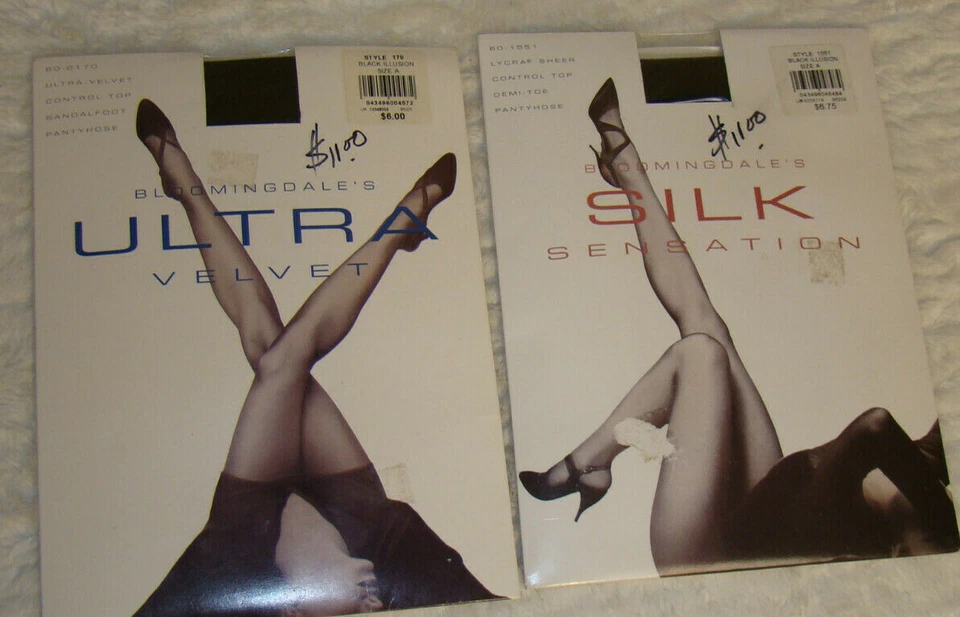 80-0170
ULTRA-VELVET
CONTROL TOP
SANDALFOOT
PANTYHOSE
STYLE 170
BLACK ILLUSION
SIZE A
$6.00
$11.00
BLOOMINGDALE'S
ULTRA
VELVET
80-1551
LYCRA® SHEER
CONTROL TOP
DEMI-TOE
PANTYHOSE
STYLE 1551
BLACK ILLUSION
SIZE A
$6.75
$11.00
BLOOMINGDALE'S
SILK
SENSATION